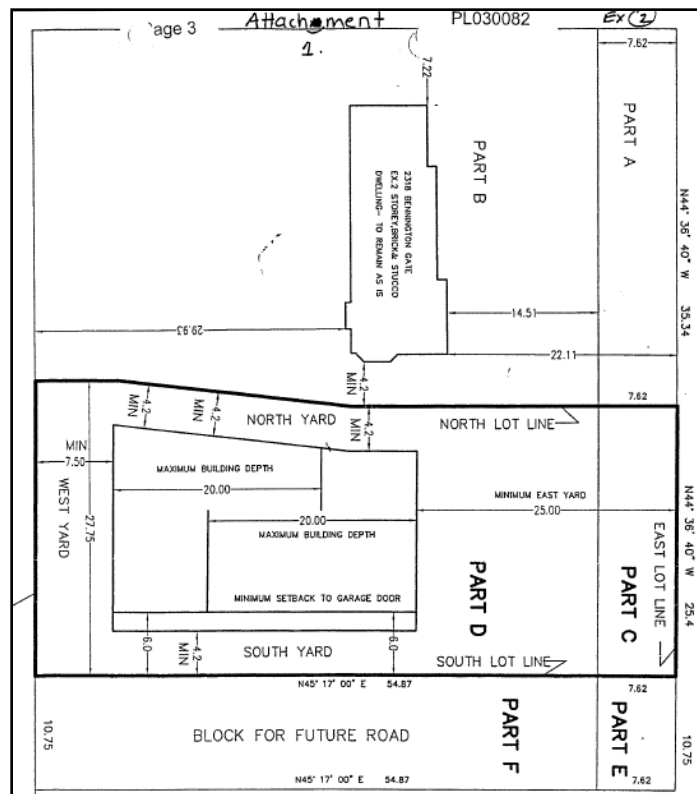 age 3
Attachment
PL030082
Ex 2
1.
7.62
7.22
PART A
PART B
2318 BENNINGTON GATE
EX.2 STOREY,BRICK& STUCCO
DWELLING- TO REMAIN AS IS
N44° 36' 40" W 35.34
14.51
29.93
22.11
4.2
MIN
7.62
NORTH LOT LINE
NORTH YARD
4.2
MIN
4.2
MIN
4.2
MIN
MIN
7.50
WEST YARD
27.75
MAXIMUM BUILDING DEPTH
20.00
MINIMUM EAST YARD
25.00
20.00
MAXIMUM BUILDING DEPTH
N44° 36' 40" W 25.4
EAST LOT LINE
PART D
PART C
MINIMUM SETBACK TO GARAGE DOOR
6.0
4.2
MIN
6.0
SOUTH YARD
SOUTH LOT LINE
N45° 17' 00" E 54.87
7.62
10.75
BLOCK FOR FUTURE ROAD
PART F
PART E
10.75
N45° 17' 00" E 54.87
7.62